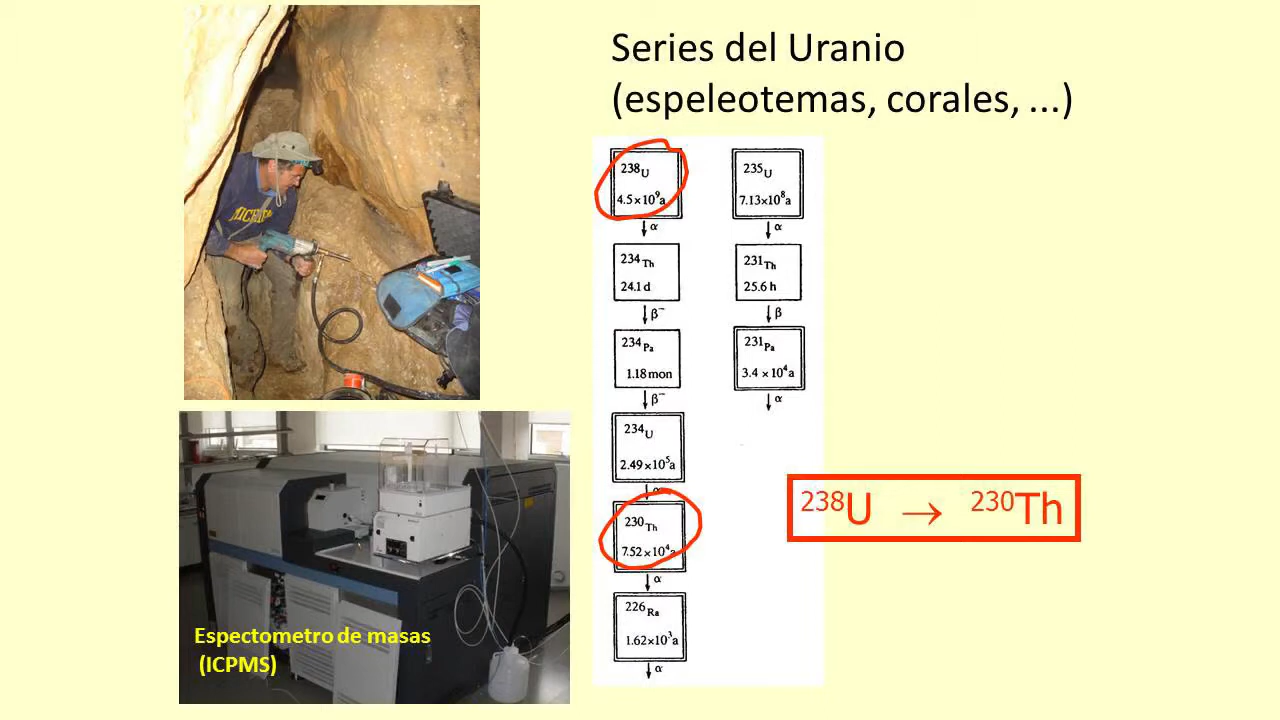 Series del Uranio
(espeleotemas, corales, ...)
MICHI
Espectometro de masas
(ICPMS)
238U
4.5×10⁹a
α
234Th
24.1 d
β⁻
234Pa
1.18 mon
β⁻
234U
2.49×10⁵a
α
230Th
7.52×10⁴a
α
226Ra
1.62×10³a
α
235U
7.13×10⁸a
α
231Th
25.6 h
β
231Pa
3.4 × 10⁴a
α
²³⁸U → ²³⁰Th